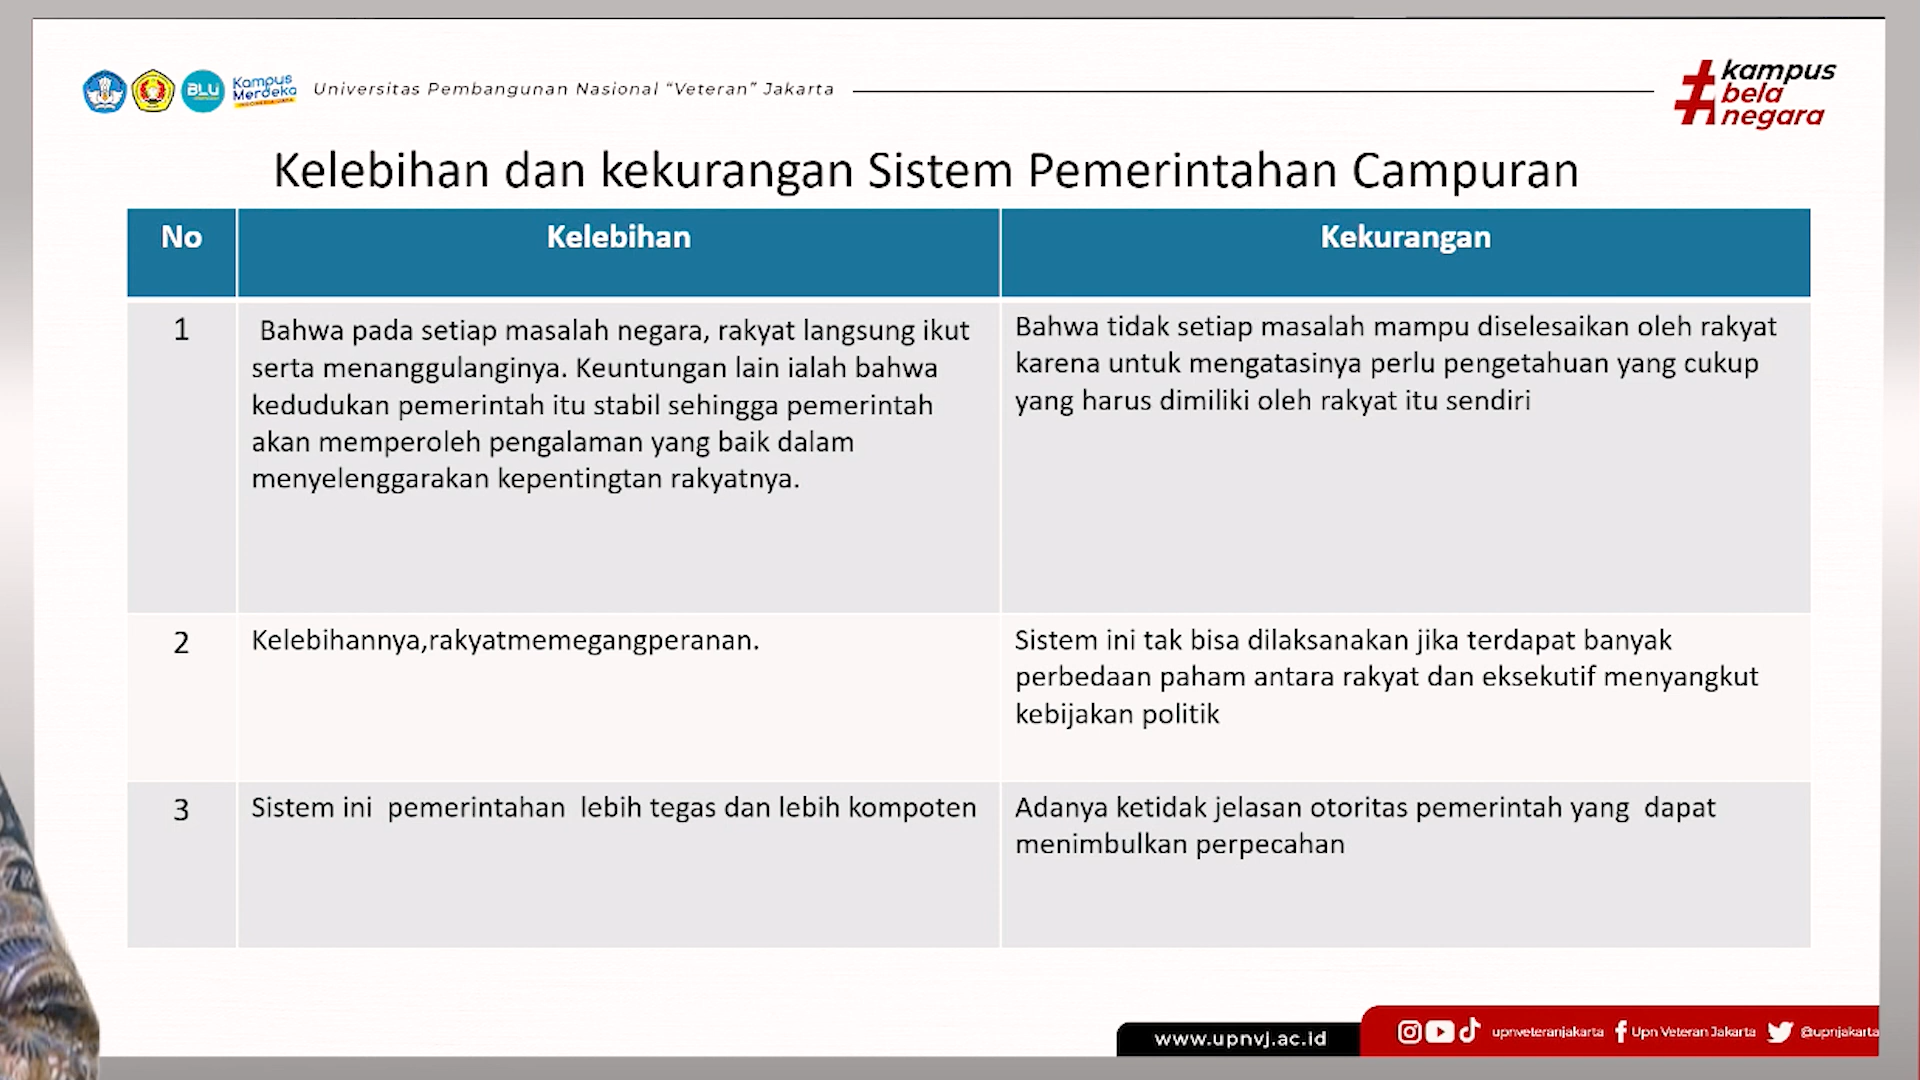 BLU
Kampus
Merdeka
Universitas Pembangunan Nasional “Veteran” Jakarta
kampus
bela
negara
Kelebihan dan kekurangan Sistem Pemerintahan Campuran
No
Kelebihan
Kekurangan
1
Bahwa pada setiap masalah negara, rakyat langsung ikut
serta menanggulanginya. Keuntungan lain ialah bahwa
kedudukan pemerintah itu stabil sehingga pemerintah
akan memperoleh pengalaman yang baik dalam
menyelenggarakan kepentingtan rakyatnya.
Bahwa tidak setiap masalah mampu diselesaikan oleh rakyat
karena untuk mengatasinya perlu pengetahuan yang cukup
yang harus dimiliki oleh rakyat itu sendiri
2
Kelebihannya,rakyatmemegangperanan.
Sistem ini tak bisa dilaksanakan jika terdapat banyak
perbedaan paham antara rakyat dan eksekutif menyangkut
kebijakan politik
3
Sistem ini pemerintahan lebih tegas dan lebih kompoten
Adanya ketidak jelasan otoritas pemerintah yang dapat
menimbulkan perpecahan
www.upnvj.ac.id
upnveteranjakarta
Upn Veteran Jakarta
@upnjakarta